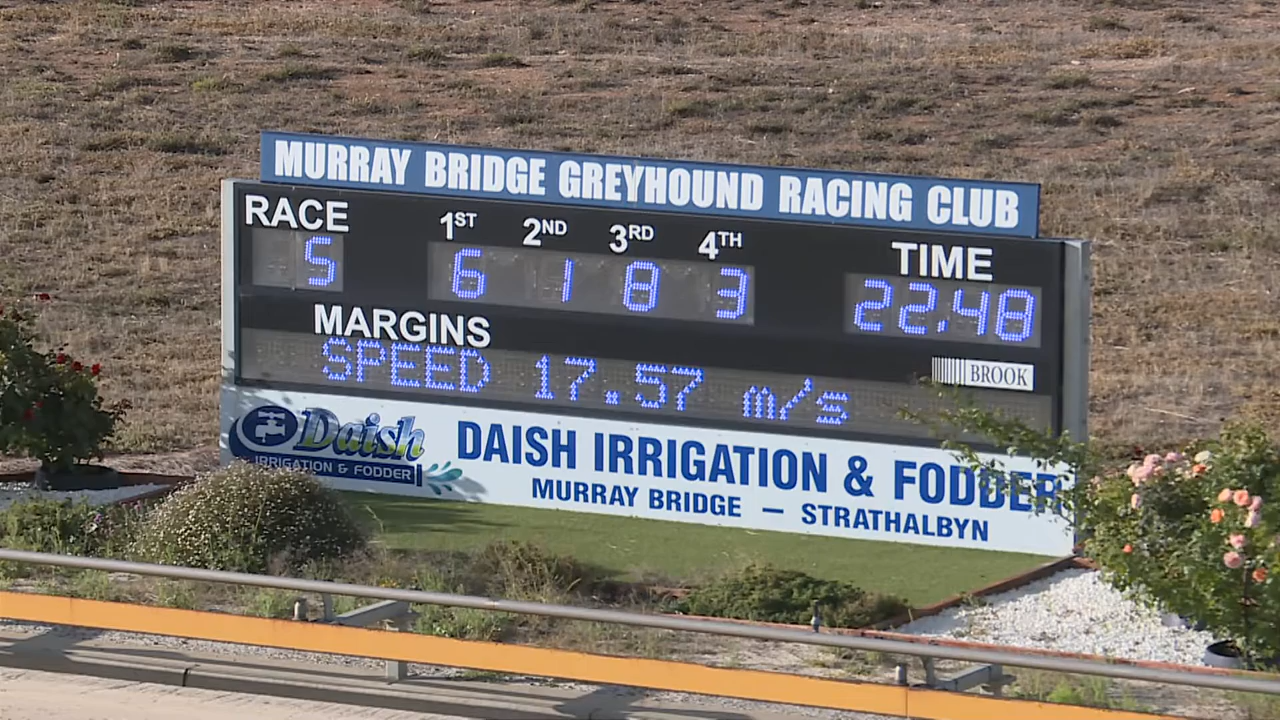 MURRAY BRIDGE GREYHOUND RACING CLUB
RACE 1ST 2ND 3RD 4TH TIME
5 6 1 8 3 22.48
MARGINS
SPEED 17.57 m/s
BROOK
Daish
IRRIGATION & FODDER
DAISH IRRIGATION & FODDER
MURRAY BRIDGE – STRATHALBYN